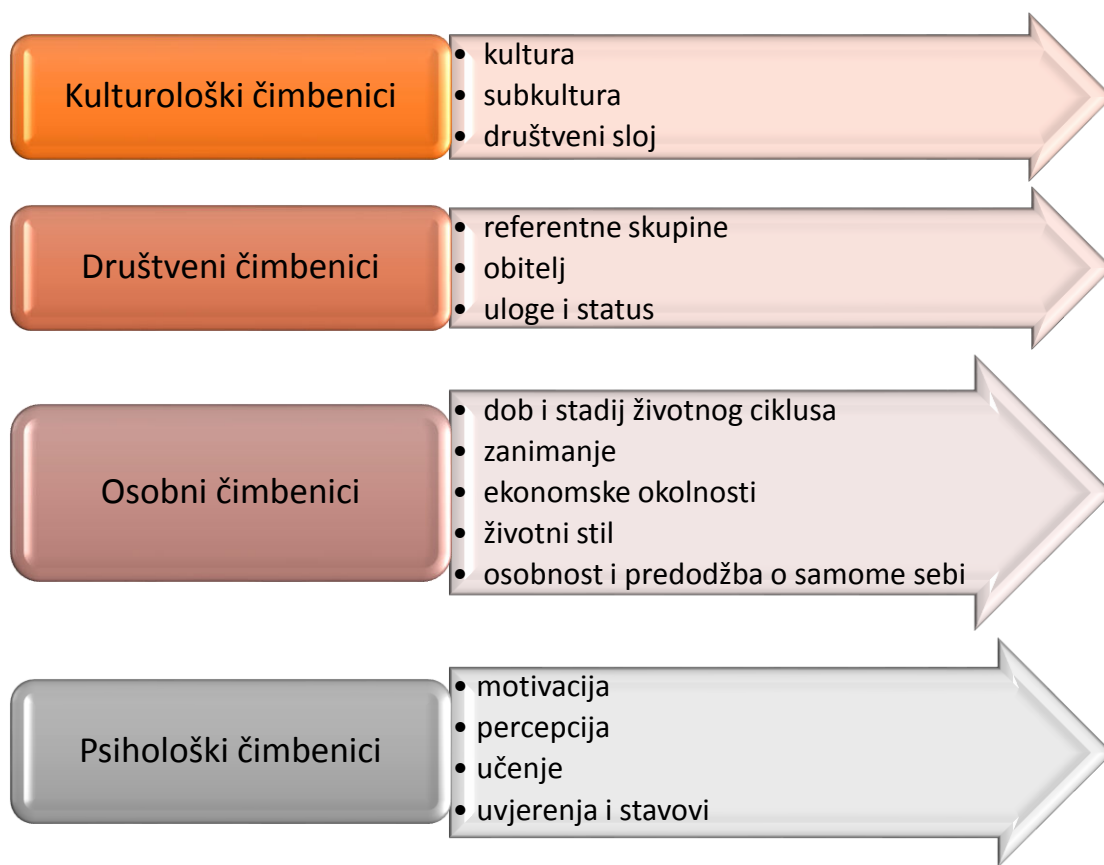 Kulturološki čimbenici
• kultura
• subkultura
• društveni sloj
Društveni čimbenici
• referentne skupine
• obitelj
• uloge i status
Osobni čimbenici
• dob i stadij životnog ciklusa
• zanimanje
• ekonomske okolnosti
• životni stil
• osobnost i predodžba o samome sebi
Psihološki čimbenici
• motivacija
• percepcija
• učenje
• uvjerenja i stavovi